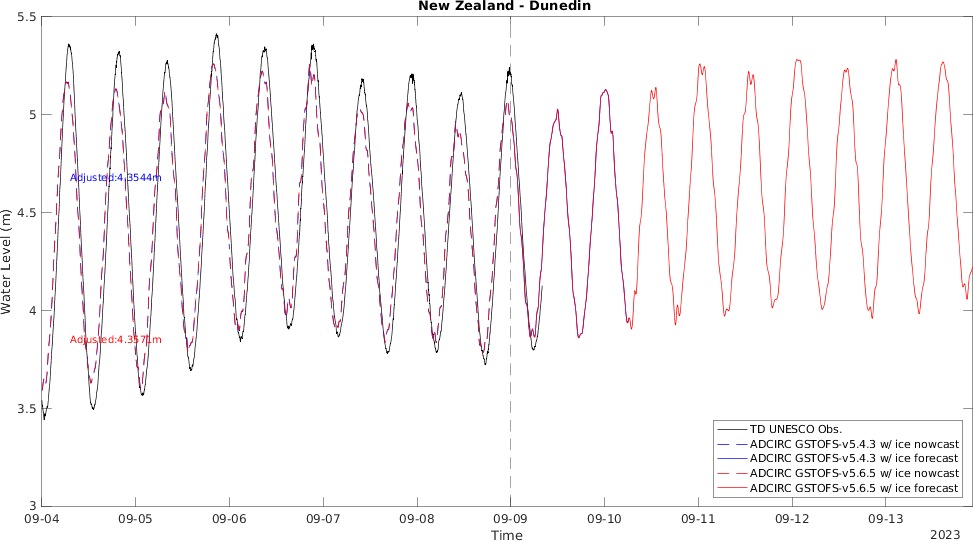 New Zealand - Dunedin
5.5
5
4.5
4
3.5
3
Water Level (m)
Adjusted:4.3544m
Adjusted:4.3571m
TD UNESCO Obs.
ADCIRC GSTOFS-v5.4.3 w/ ice nowcast
ADCIRC GSTOFS-v5.4.3 w/ ice forecast
ADCIRC GSTOFS-v5.6.5 w/ ice nowcast
ADCIRC GSTOFS-v5.6.5 w/ ice forecast
09-04 09-05 09-06 09-07 09-08 09-09 09-10 09-11 09-12 09-13
Time
2023